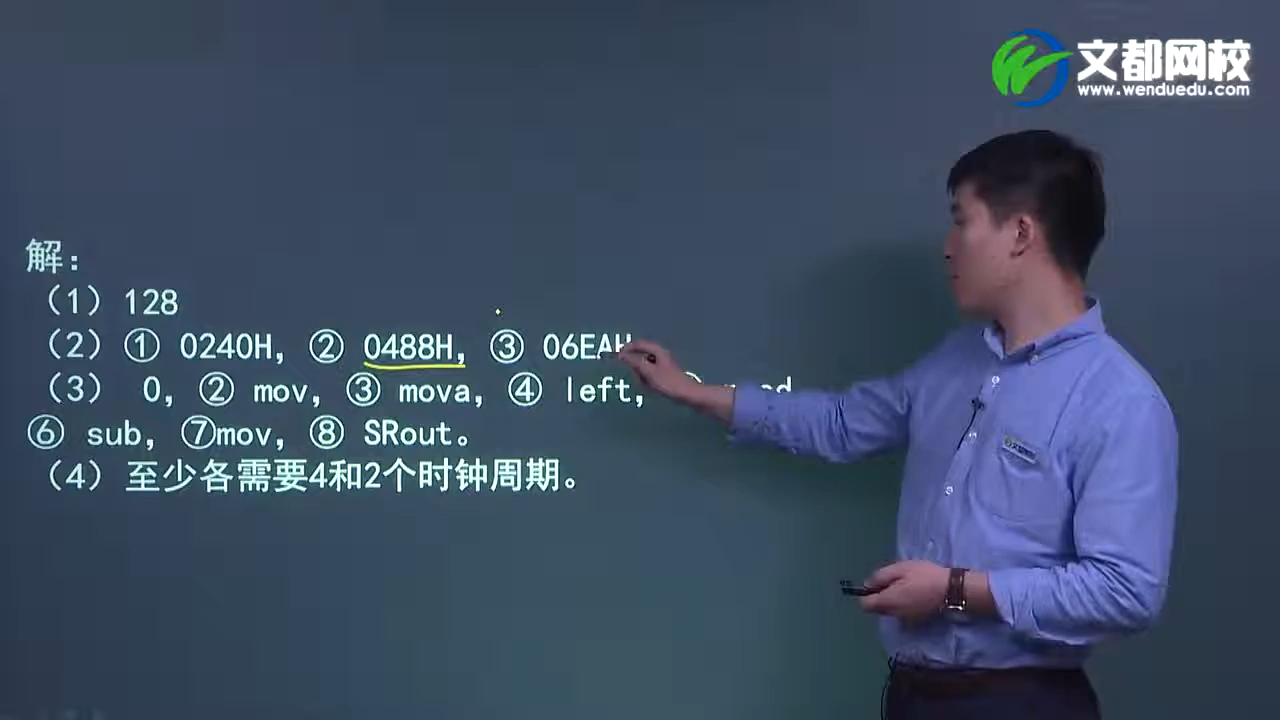 文都网校
www.wenduedu.com
解：
（1）128
（2）① 0240H，② 0488H，③ 06EAH
（3） 0，② mov，③ mova，④ left，
⑥ sub，⑦mov，⑧ SRout。
（4）至少各需要4和2个时钟周期。